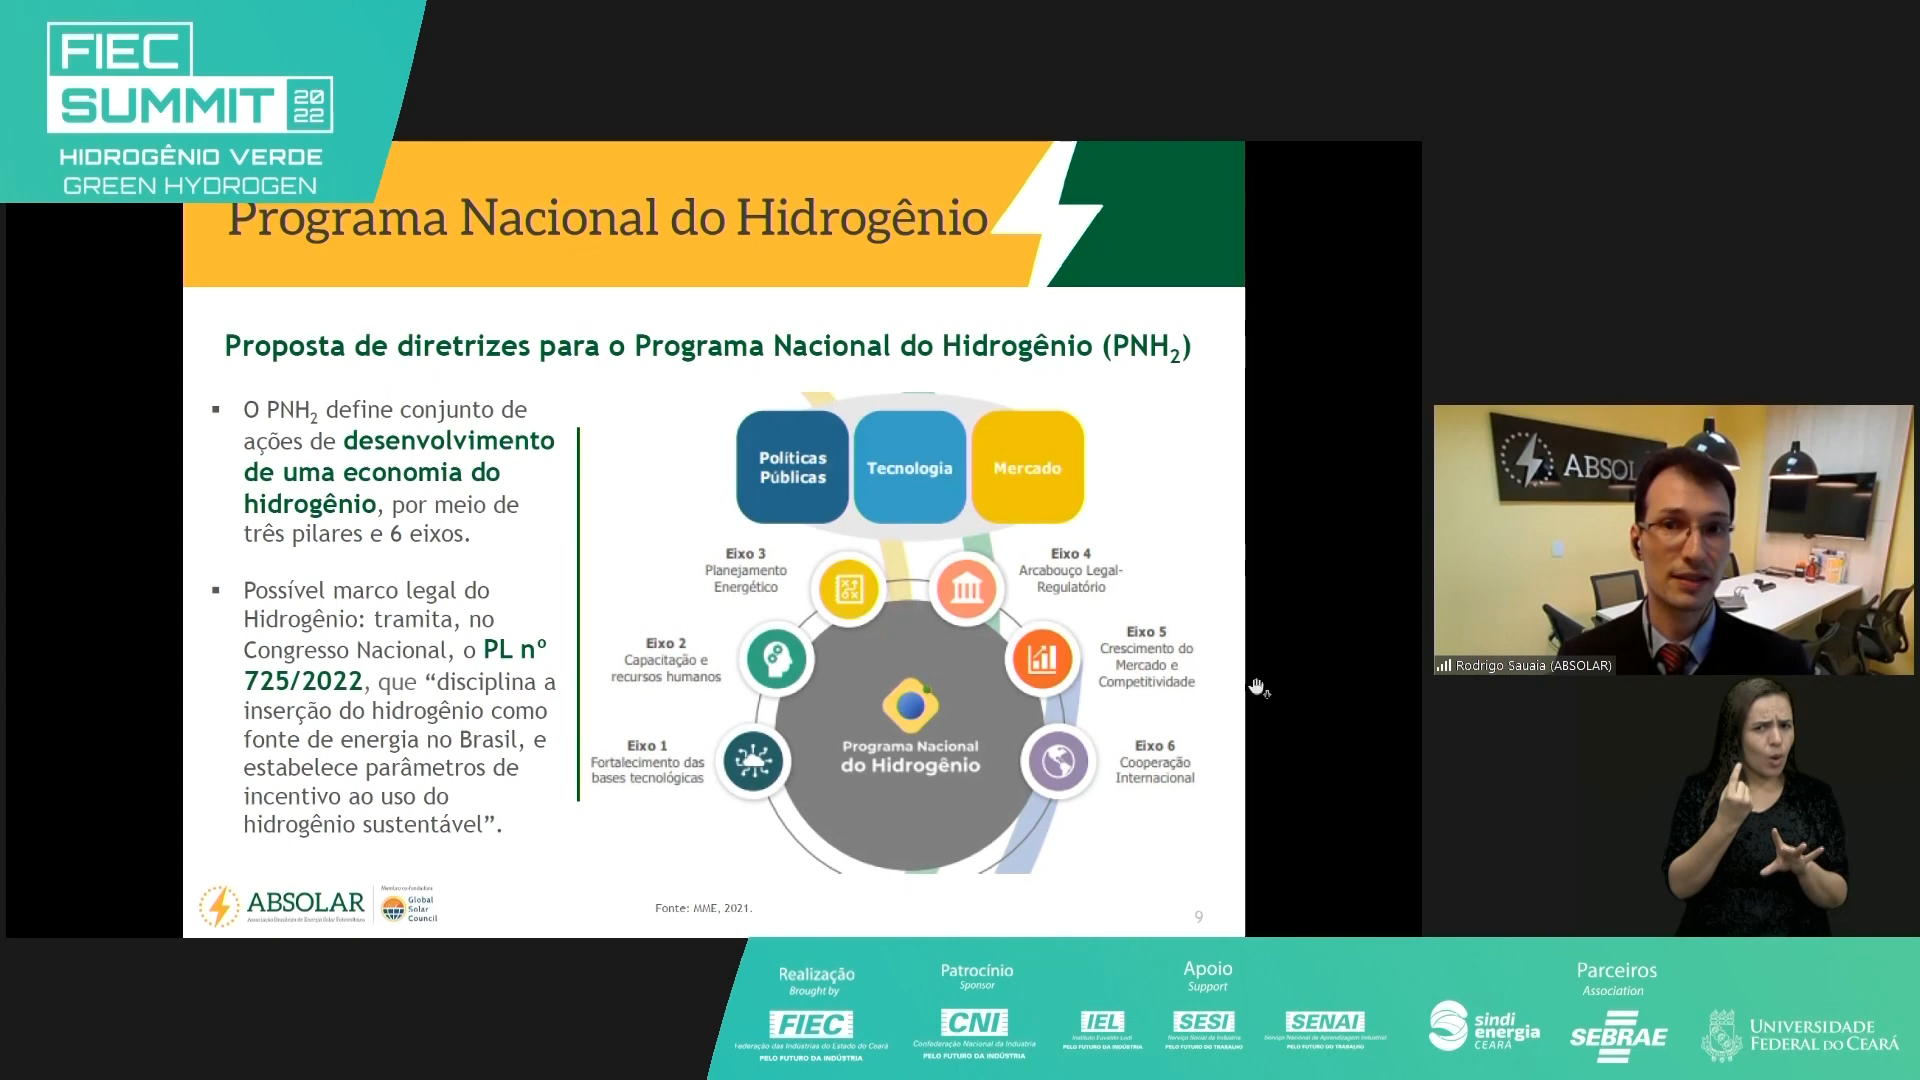 FIEC
SUMMIT 20
22
HIDROGÊNIO VERDE
GREEN HYDROGEN
Programa Nacional do Hidrogênio
Proposta de diretrizes para o Programa Nacional do Hidrogênio (PNH₂)
▪ O PNH₂ define conjunto de
ações de desenvolvimento
de uma economia do
hidrogênio, por meio de
três pilares e 6 eixos.
▪ Possível marco legal do
Hidrogênio: tramita, no
Congresso Nacional, o PL nº
725/2022, que “disciplina a
inserção do hidrogênio como
fonte de energia no Brasil, e
estabelece parâmetros de
incentivo ao uso do
hidrogênio sustentável”.
Políticas
Públicas
Tecnologia
Mercado
Eixo 3
Planejamento
Energético
Eixo 4
Arcabouço Legal-
Regulatório
Eixo 2
Capacitação e
recursos humanos
Eixo 5
Crescimento do
Mercado e
Competitividade
Eixo 1
Fortalecimento das
bases tecnológicas
Eixo 6
Cooperação
Internacional
Programa Nacional
do Hidrogênio
ABSOLAR
Associação Brasileira de Energia Solar Fotovoltaica
Membro co-fundador
Global
Solar
Council
Fonte: MME, 2021.
9
ABSOL
Rodrigo Sauaia (ABSOLAR)
Realização
Brought by
FIEC
Federação das Indústrias do Estado do Ceará
PELO FUTURO DA INDÚSTRIA
Patrocínio
Sponsor
CNI
Confederação Nacional da Indústria
PELO FUTURO DA INDÚSTRIA
Apoio
Support
IEL
Instituto Euvaldo Lodi
PELO FUTURO DA INDÚSTRIA
SESI
Serviço Social da Indústria
PELO FUTURO DO TRABALHO
SENAI
Serviço Nacional de Aprendizagem Industrial
PELO FUTURO DO TRABALHO
Parceiros
Association
sindi
energia
CEARÁ
SEBRAE
UNIVERSIDADE
FEDERAL DO CEARÁ